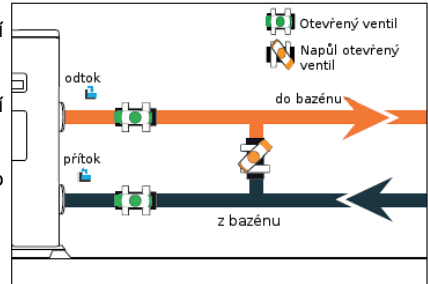 Otevřený ventil
Napůl otevřený
ventil
odtok
do bazénu
přítok
z bazénu